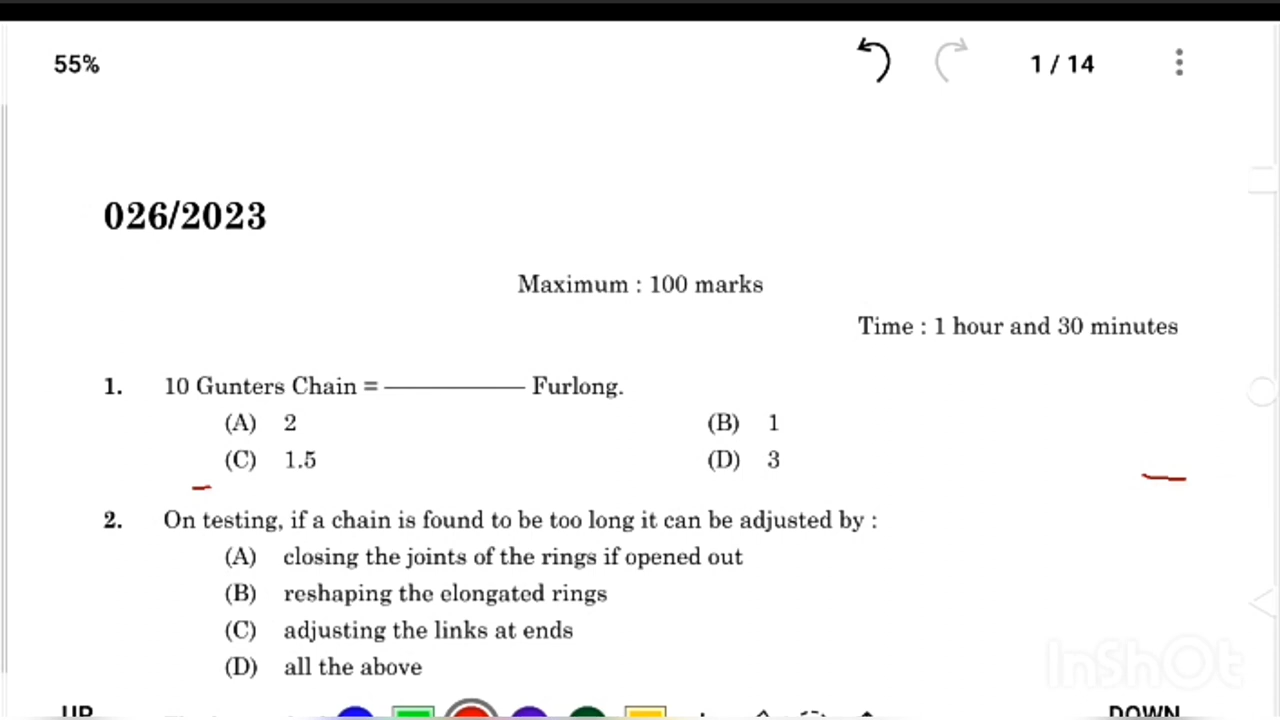 55%
1 / 14
026/2023
Maximum : 100 marks
Time : 1 hour and 30 minutes
1. 10 Gunters Chain = ————— Furlong.
(A) 2 (B) 1
(C) 1.5 (D) 3
2. On testing, if a chain is found to be too long it can be adjusted by :
(A) closing the joints of the rings if opened out
(B) reshaping the elongated rings
(C) adjusting the links at ends
(D) all the above
InShOt
UP DOWN